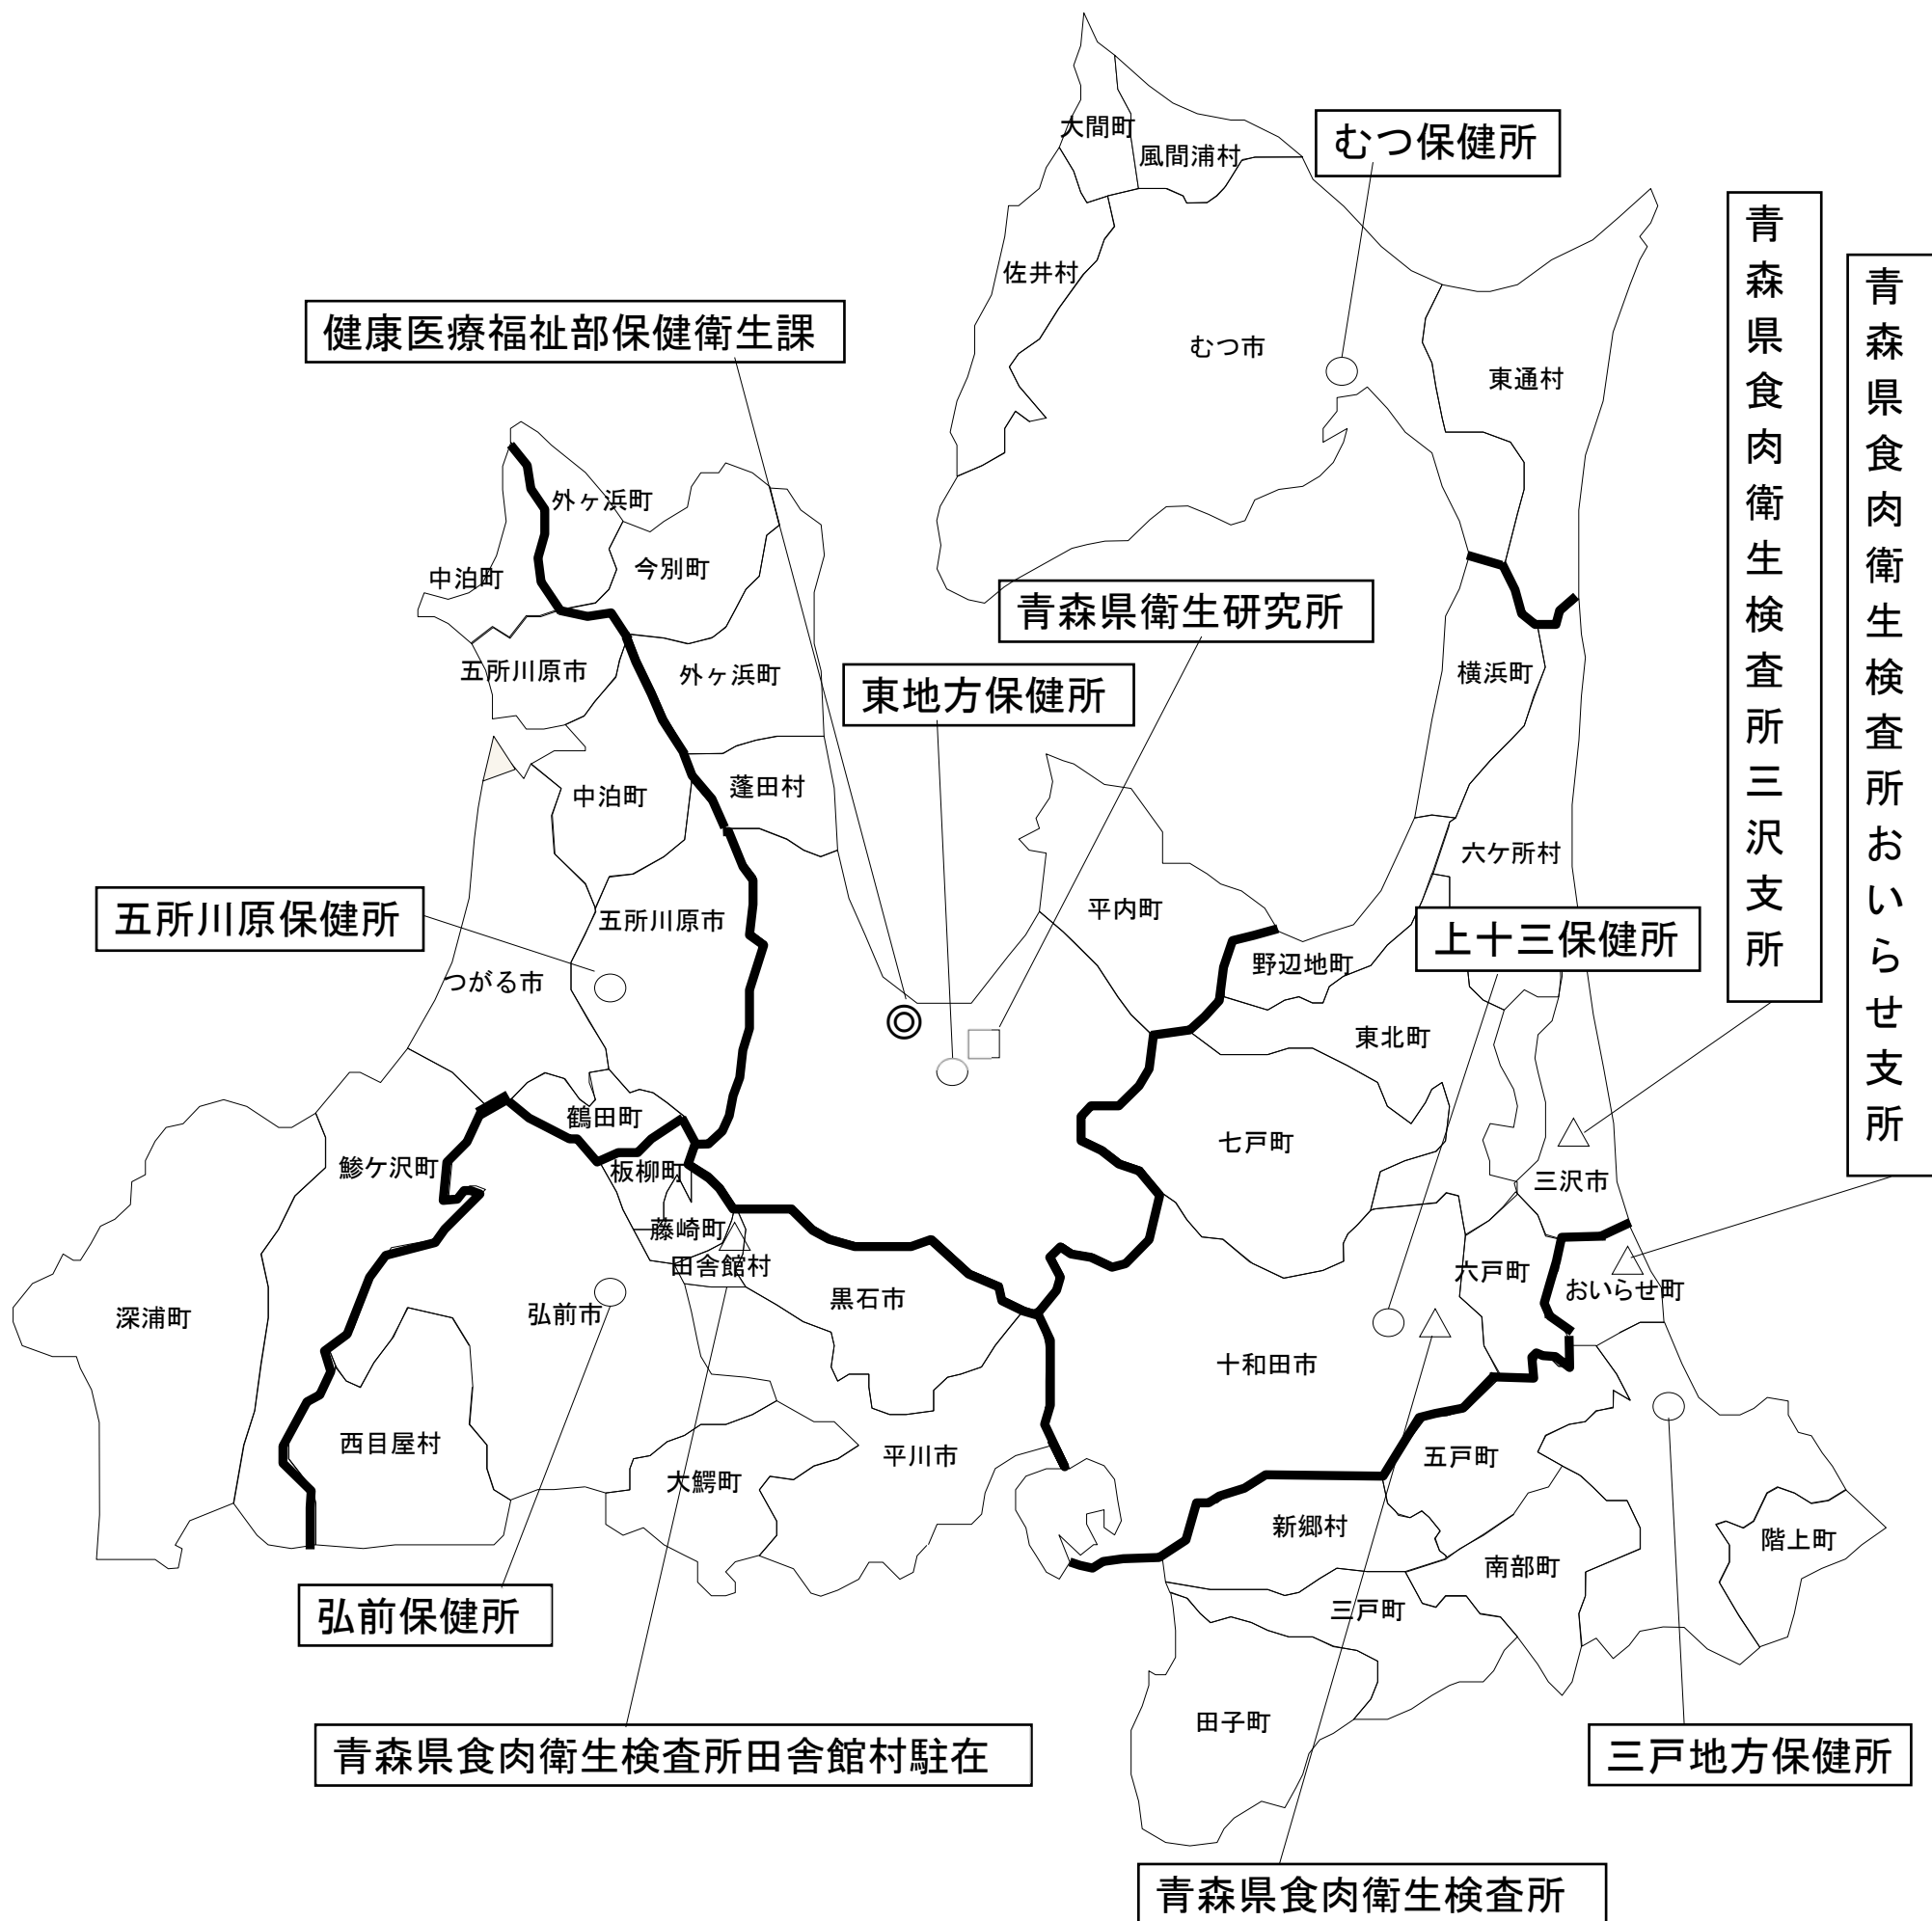 大間町
風間浦村
むつ保健所
佐井村
健康医療福祉部保健衛生課
むつ市
東通村
青森県食肉衛生検査所三沢支所
青森県食肉衛生検査所おいらせ支所
外ヶ浜町
今別町
中泊町
青森県衛生研究所
五所川原市
外ヶ浜町
東地方保健所
横浜町
中泊町
蓬田村
六ケ所村
五所川原保健所
五所川原市
平内町
上十三保健所
つがる市
野辺地町
東北町
鶴田町
七戸町
鰺ケ沢町
板柳町
三沢市
藤崎町
田舎館村
六戸町
おいらせ町
深浦町
弘前市
黒石市
十和田市
西目屋村
大鰐町
平川市
五戸町
新郷村
南部町
階上町
弘前保健所
三戸町
田子町
青森県食肉衛生検査所田舎館村駐在
三戸地方保健所
青森県食肉衛生検査所